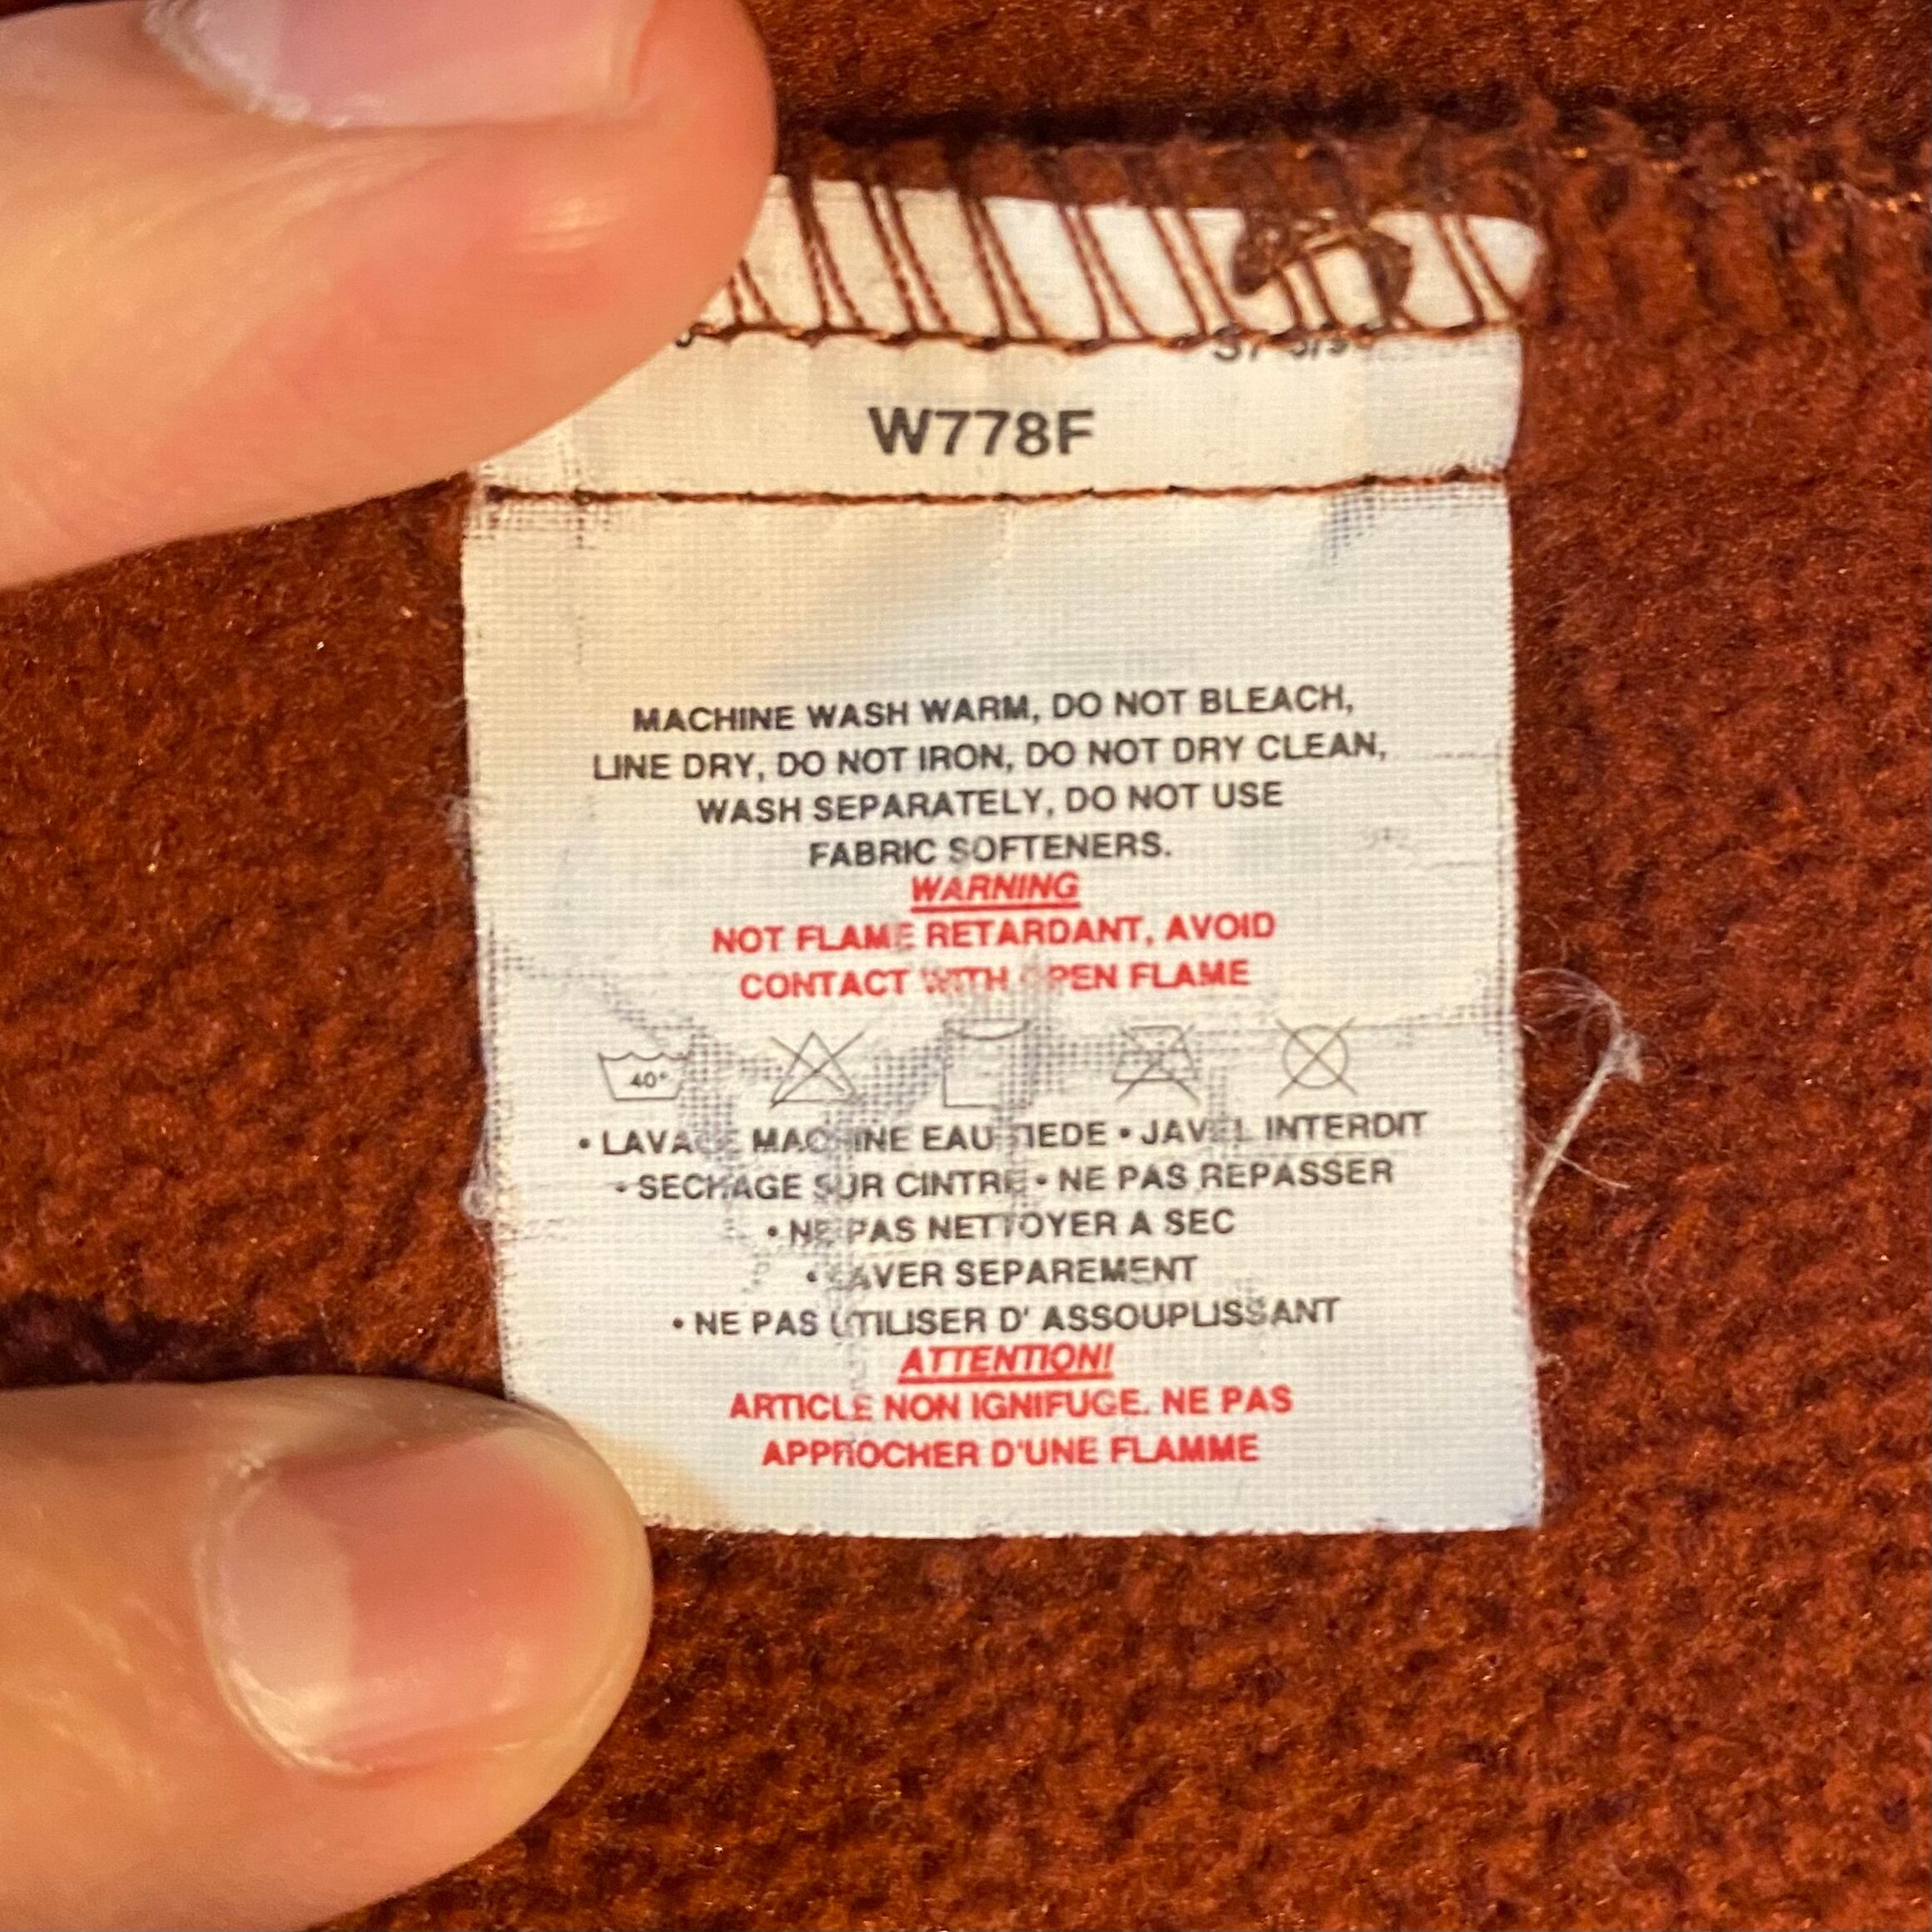 W778F
MACHINE WASH WARM, DO NOT BLEACH,
LINE DRY, DO NOT IRON, DO NOT DRY CLEAN,
WASH SEPARATELY, DO NOT USE
FABRIC SOFTENERS.
WARNING
NOT FLAME RETARDANT, AVOID
CONTACT WITH OPEN FLAME
40°
• LAVAGE MACHINE EAU TIEDE • JAVEL INTERDIT
• SECHAGE SUR CINTRE • NE PAS REPASSER
• NE PAS NETTOYER A SEC
• LAVER SEPAREMENT
• NE PAS UTILISER D' ASSOUPLISSANT
ATTENTION!
ARTICLE NON IGNIFUGE. NE PAS
APPROCHER D'UNE FLAMME